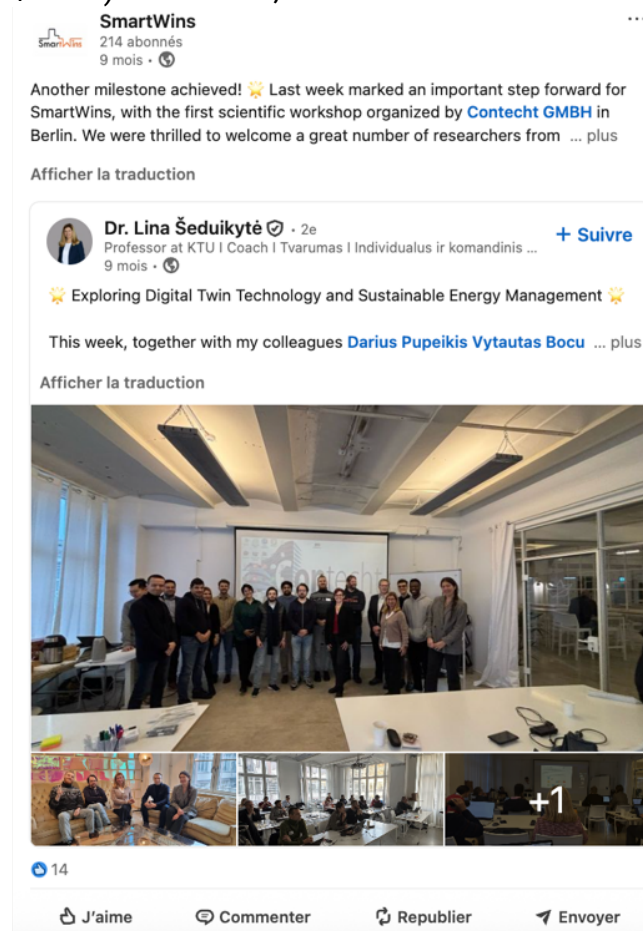 SmartWins
SmartWins
214 abonnés
9 mois •
Another milestone achieved! 🌟 Last week marked an important step forward for
SmartWins, with the first scientific workshop organized by Contecht GMBH in
Berlin. We were thrilled to welcome a great number of researchers from ... plus
Afficher la traduction
Dr. Lina Šeduikytė • 2e
Professor at KTU I Coach I Tvarumas I Individualus ir komandinis ...
+ Suivre
9 mois •
🌟 Exploring Digital Twin Technology and Sustainable Energy Management 🌟
This week, together with my colleagues Darius Pupeikis Vytautas Bocu ... plus
Afficher la traduction
Contecht
+1
14
J'aime
Commenter
Republier
Envoyer